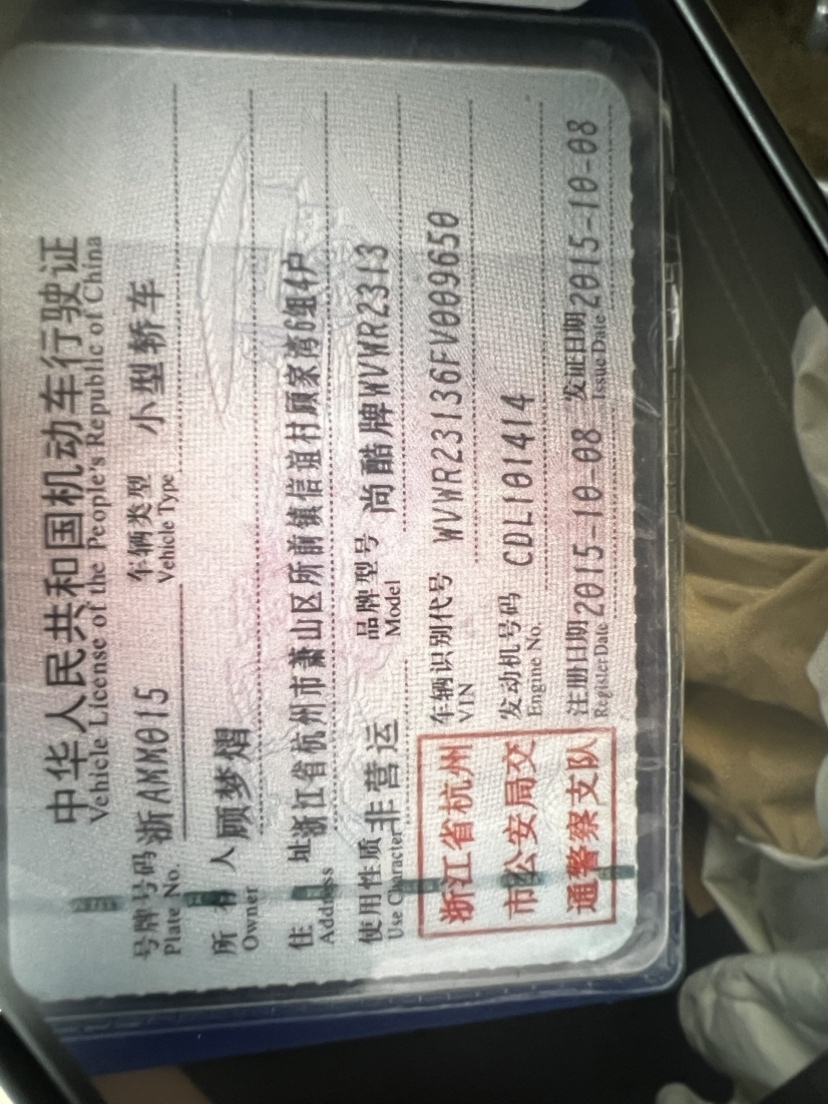 中华人民共和国机动车行驶证
Vehicle License of the People's Republic of China
号牌号码 浙AMM015 车辆类型 小型轿车
Plate No. Vehicle Type
所有人 顾梦熠
Owner
住址 浙江省杭州市萧山区所前镇信谊村顾家湾6组4户
Address
使用性质 非营运 品牌型号 尚酷牌WVWR2313
Use Character Model
浙江省杭州
市公安局交
通警察支队
车辆识别代号 WVWR23136FV009650
VIN
发动机号码 CDL101414
Engine No.
注册日期 2015-10-08 发证日期 2015-10-08
Register Date Issue Date